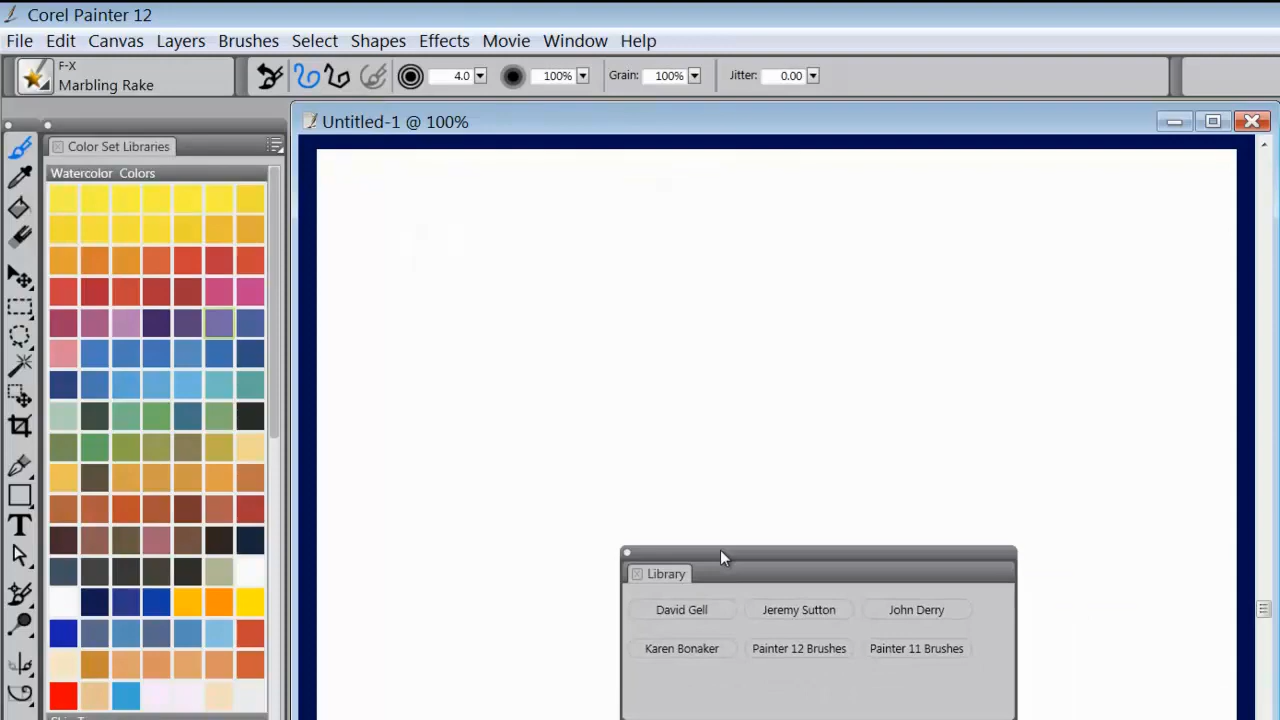 Corel Painter 12
File Edit Canvas Layers Brushes Select Shapes Effects Movie Window Help
F-X
Marbling Rake
4.0 100% Grain: 100% Jitter: 0.00
Untitled-1 @ 100%
Color Set Libraries
Watercolor Colors
T
Library
David Gell Jeremy Sutton John Derry
Karen Bonaker Painter 12 Brushes Painter 11 Brushes